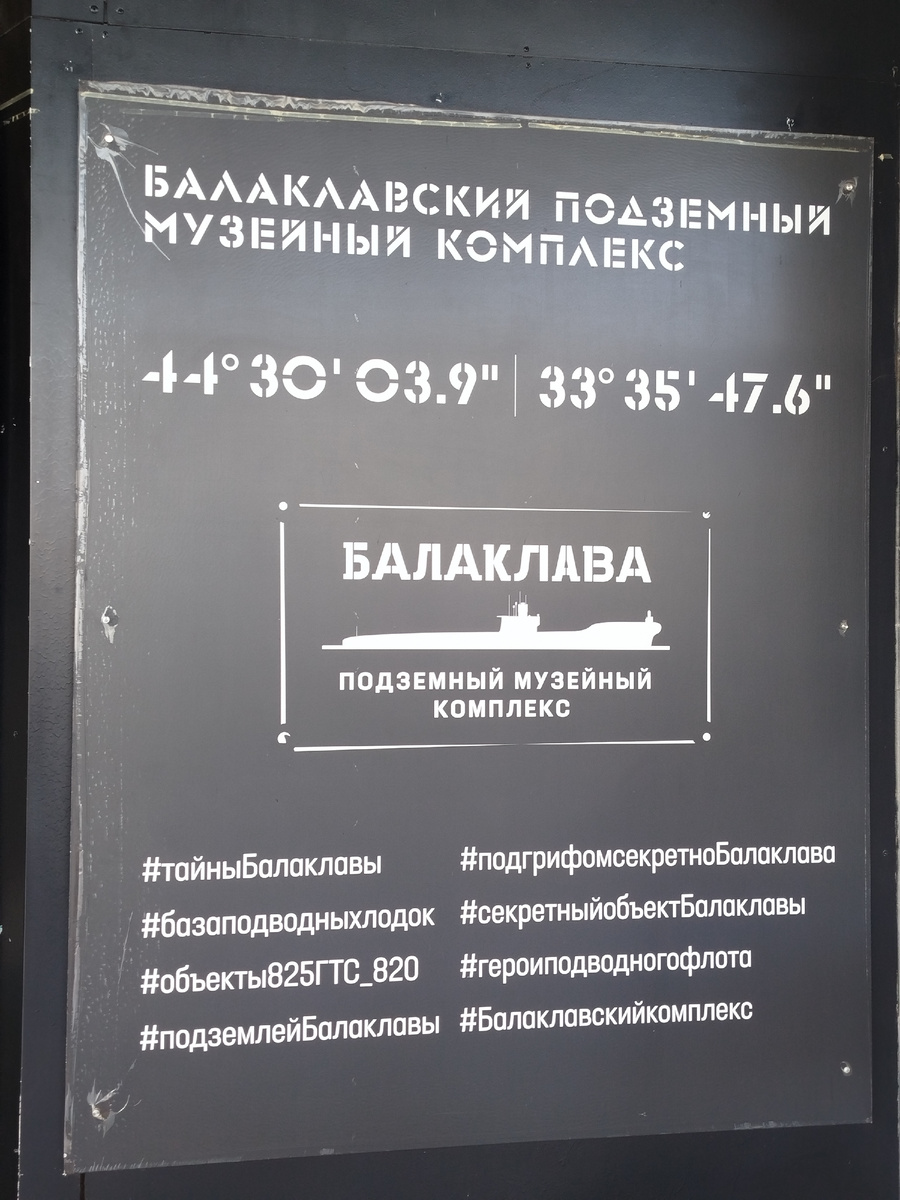 БАЛАКЛАВСКИЙ ПОДЗЕМНЫЙ
МУЗЕЙНЫЙ КОМПЛЕКС
44° 30' 03.9" | 33° 35' 47.6"
БАЛАКЛАВА
ПОДЗЕМНЫЙ МУЗЕЙНЫЙ
КОМПЛЕКС
#тайныБалаклавы
#базаподводныхлодок
#объекты825ГТС_820
#подземлейБалаклавы
#подгрифомсекретноБалаклава
#секретныйобъектБалаклавы
#героиподводногофлота
#Балаклавскийкомплекс